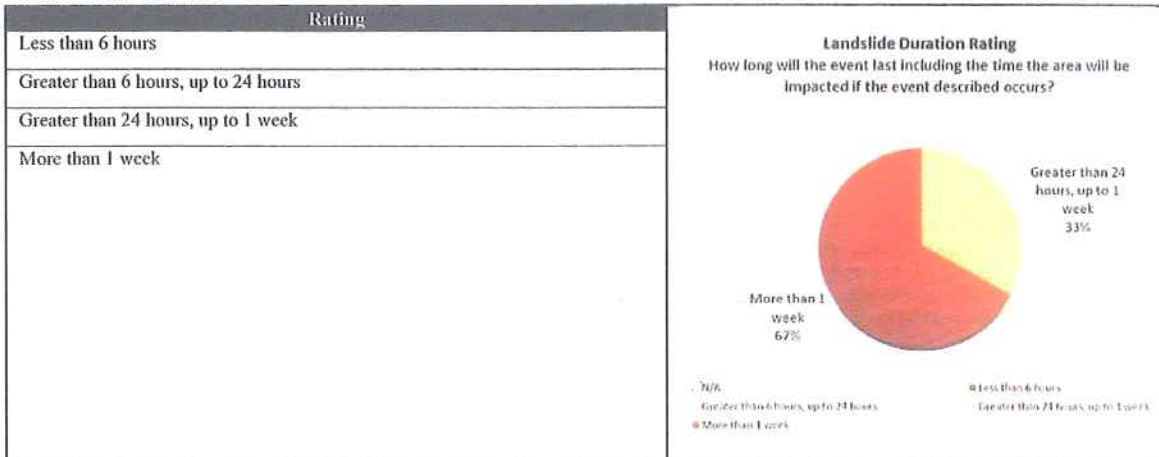 Rating
Less than 6 hours
Greater than 6 hours, up to 24 hours
Greater than 24 hours, up to 1 week
More than 1 week
Landslide Duration Rating
How long will the event last including the time the area will be
impacted if the event described occurs?
Greater than 24
hours, up to 1
week
33%
More than 1
week
67%
N/A
Less than 6 hours
Greater than 6 hours, up to 24 hours
Greater than 24 hours, up to 1 week
More than 1 week